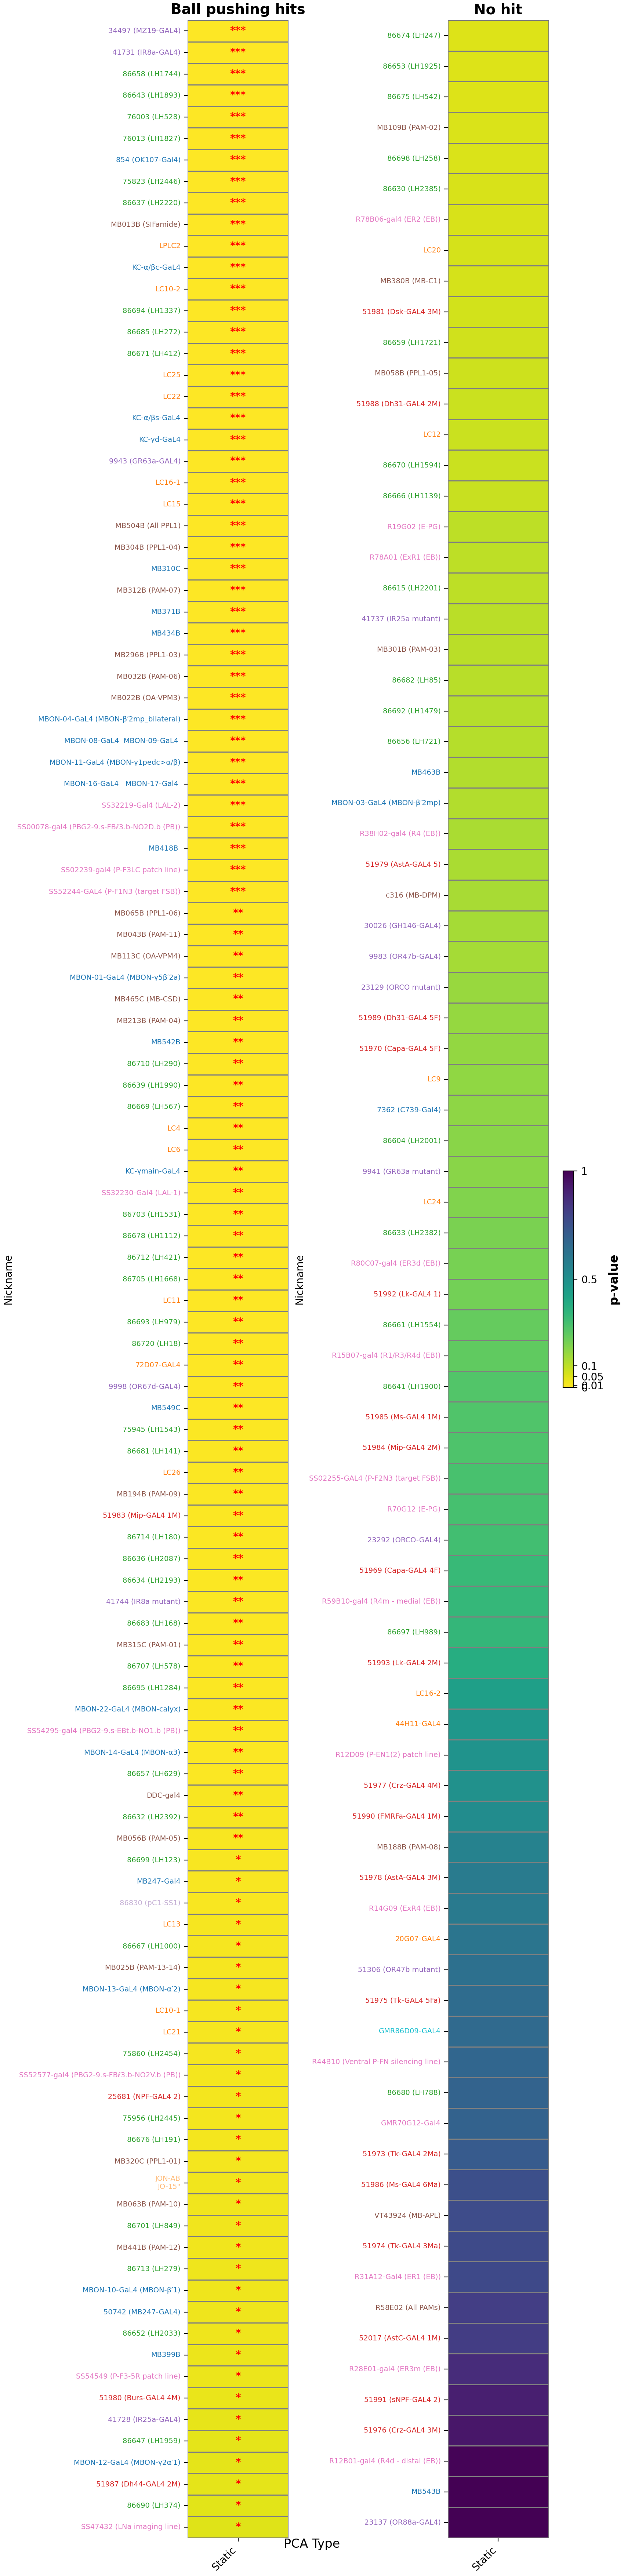 Ball pushing hits
34497 (MZ19-GAL4) ***
41731 (IR8a-GAL4) ***
86658 (LH1744) ***
86643 (LH1893) ***
76003 (LH528) ***
76013 (LH1827) ***
854 (OK107-Gal4) ***
75823 (LH2446) ***
86637 (LH2220) ***
MB013B (SIFamide) ***
LPLC2 ***
KC-α/βc-GaL4 ***
LC10-2 ***
86694 (LH1337) ***
86685 (LH272) ***
86671 (LH412) ***
LC25 ***
LC22 ***
KC-α/βs-GaL4 ***
KC-γd-GaL4 ***
9943 (GR63a-GAL4) ***
LC16-1 ***
LC15 ***
MB504B (All PPL1) ***
MB304B (PPL1-04) ***
MB310C ***
MB312B (PAM-07) ***
MB371B ***
MB434B ***
MB296B (PPL1-03) ***
MB032B (PAM-06) ***
MB022B (OA-VPM3) ***
MBON-04-GaL4 (MBON-β′2mp_bilateral) ***
MBON-08-GaL4  MBON-09-GaL4 ***
MBON-11-GaL4 (MBON-γ1pedc>α/β) ***
MBON-16-GaL4   MBON-17-Gal4 ***
SS32219-Gal4 (LAL-2) ***
SS00078-gal4 (PBG2-9.s-FBℓ3.b-NO2D.b (PB)) ***
MB418B ***
SS02239-gal4 (P-F3LC patch line) ***
SS52244-GAL4 (P-F1N3 (target FSB)) ***
MB065B (PPL1-06) **
MB043B (PAM-11) **
MB113C (OA-VPM4) **
MBON-01-GaL4 (MBON-γ5β′2a) **
MB465C (MB-CSD) **
MB213B (PAM-04) **
MB542B **
86710 (LH290) **
86639 (LH1990) **
86669 (LH567) **
LC4 **
LC6 **
KC-γmain-GaL4 **
SS32230-Gal4 (LAL-1) **
86703 (LH1531) **
86678 (LH1112) **
86712 (LH421) **
86705 (LH1668) **
LC11 **
86693 (LH979) **
86720 (LH18) **
72D07-GAL4 **
9998 (OR67d-GAL4) **
MB549C **
75945 (LH1543) **
86681 (LH141) **
LC26 **
MB194B (PAM-09) **
51983 (Mip-GAL4 1M) **
86714 (LH180) **
86636 (LH2087) **
86634 (LH2193) **
41744 (IR8a mutant) **
86683 (LH168) **
MB315C (PAM-01) **
86707 (LH578) **
86695 (LH1284) **
MBON-22-GaL4 (MBON-calyx) **
SS54295-gal4 (PBG2-9.s-EBt.b-NO1.b (PB)) **
MBON-14-GaL4 (MBON-α3) **
86657 (LH629) **
DDC-gal4 **
86632 (LH2392) **
MB056B (PAM-05) **
86699 (LH123) *
MB247-Gal4 *
86830 (pC1-SS1) *
LC13 *
86667 (LH1000) *
MB025B (PAM-13-14) *
MBON-13-GaL4 (MBON-α′2) *
LC10-1 *
LC21 *
75860 (LH2454) *
SS52577-gal4 (PBG2-9.s-FBℓ3.b-NO2V.b (PB)) *
25681 (NPF-GAL4 2) *
75956 (LH2445) *
86676 (LH191) *
MB320C (PPL1-01) *
JON-AB
JO-15" *
MB063B (PAM-10) *
86701 (LH849) *
MB441B (PAM-12) *
86713 (LH279) *
MBON-10-GaL4 (MBON-β′1) *
50742 (MB247-GAL4) *
86652 (LH2033) *
MB399B *
SS54549 (P-F3-5R patch line) *
51980 (Burs-GAL4 4M) *
41728 (IR25a-GAL4) *
86647 (LH1959) *
MBON-12-GaL4 (MBON-γ2α′1) *
51987 (Dh44-GAL4 2M) *
86690 (LH374) *
SS47432 (LNa imaging line) *
Static
Nickname
No hit
86674 (LH247)
86653 (LH1925)
86675 (LH542)
MB109B (PAM-02)
86698 (LH258)
86630 (LH2385)
R78B06-gal4 (ER2 (EB))
LC20
MB380B (MB-C1)
51981 (Dsk-GAL4 3M)
86659 (LH1721)
MB058B (PPL1-05)
51988 (Dh31-GAL4 2M)
LC12
86670 (LH1594)
86666 (LH1139)
R19G02 (E-PG)
R78A01 (ExR1 (EB))
86615 (LH2201)
41737 (IR25a mutant)
MB301B (PAM-03)
86682 (LH85)
86692 (LH1479)
86656 (LH721)
MB463B
MBON-03-GaL4 (MBON-β′2mp)
R38H02-gal4 (R4 (EB))
51979 (AstA-GAL4 5)
c316 (MB-DPM)
30026 (GH146-GAL4)
9983 (OR47b-GAL4)
23129 (ORCO mutant)
51989 (Dh31-GAL4 5F)
51970 (Capa-GAL4 5F)
LC9
7362 (C739-Gal4)
86604 (LH2001)
9941 (GR63a mutant)
LC24
86633 (LH2382)
R80C07-gal4 (ER3d (EB))
51992 (Lk-GAL4 1)
86661 (LH1554)
R15B07-gal4 (R1/R3/R4d (EB))
86641 (LH1900)
51985 (Ms-GAL4 1M)
51984 (Mip-GAL4 2M)
SS02255-GAL4 (P-F2N3 (target FSB))
R70G12 (E-PG)
23292 (ORCO-GAL4)
51969 (Capa-GAL4 4F)
R59B10-gal4 (R4m - medial (EB))
86697 (LH989)
51993 (Lk-GAL4 2M)
LC16-2
44H11-GAL4
R12D09 (P-EN1(2) patch line)
51977 (Crz-GAL4 4M)
51990 (FMRFa-GAL4 1M)
MB188B (PAM-08)
51978 (AstA-GAL4 3M)
R14G09 (ExR4 (EB))
20G07-GAL4
51306 (OR47b mutant)
51975 (Tk-GAL4 5Fa)
GMR86D09-GAL4
R44B10 (Ventral P-FN silencing line)
86680 (LH788)
GMR70G12-Gal4
51973 (Tk-GAL4 2Ma)
51986 (Ms-GAL4 6Ma)
VT43924 (MB-APL)
51974 (Tk-GAL4 3Ma)
R31A12-Gal4 (ER1 (EB))
R58E02 (All PAMs)
52017 (AstC-GAL4 1M)
R28E01-gal4 (ER3m (EB))
51991 (sNPF-GAL4 2)
51976 (Crz-GAL4 3M)
R12B01-gal4 (R4d - distal (EB))
MB543B
23137 (OR88a-GAL4)
Static
Nickname
PCA Type
1
0.5
0.1
0.05
0.01
0
p-value